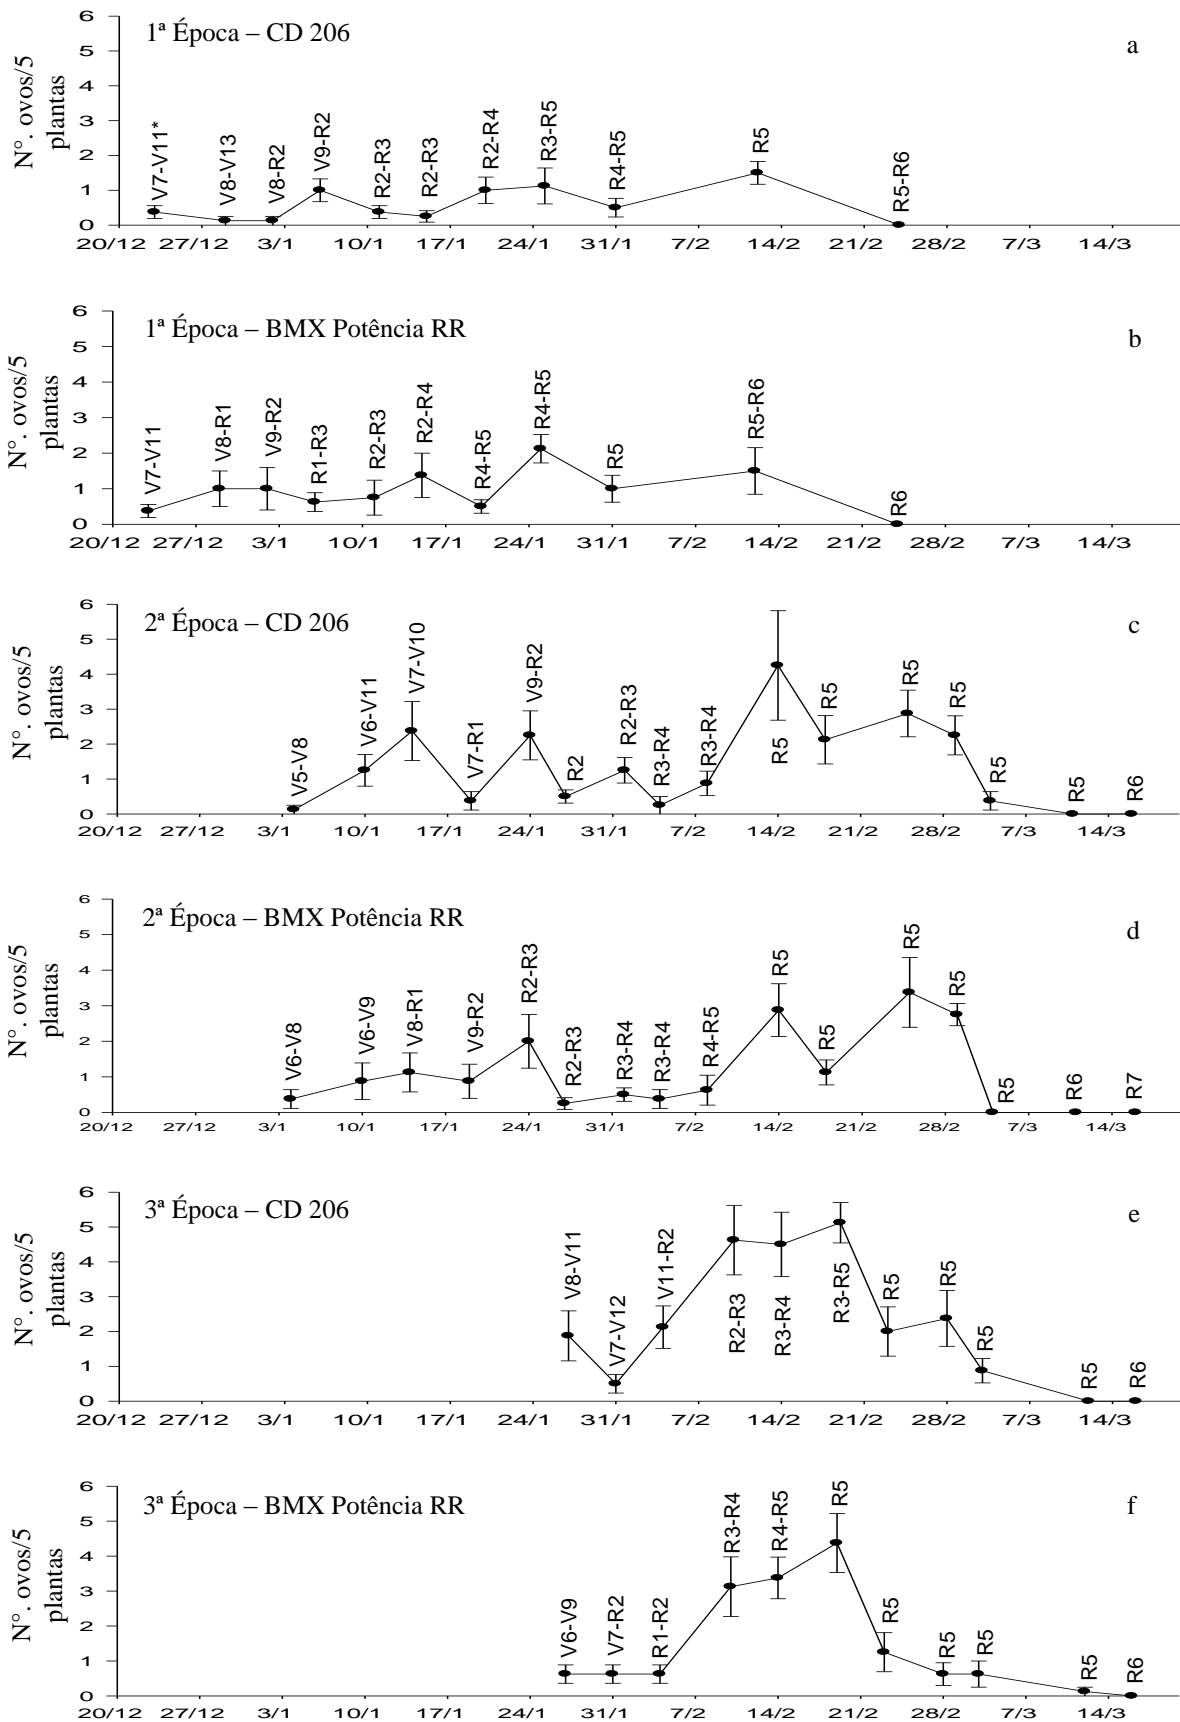 1ª Época – CD 206
a
N°. ovos/5
plantas
6
5
4
3
2
1
0
V7-V11*
V8-V13
V8-R2
V9-R2
R2-R3
R2-R3
R2-R4
R3-R5
R4-R5
R5
R5-R6
20/12 27/12 3/1 10/1 17/1 24/1 31/1 7/2 14/2 21/2 28/2 7/3 14/3
1ª Época – BMX Potência RR
b
N°. ovos/5
plantas
6
5
4
3
2
1
0
V7-V11
V8-R1
V9-R2
R1-R3
R2-R3
R2-R4
R4-R5
R4-R5
R5
R5-R6
R6
20/12 27/12 3/1 10/1 17/1 24/1 31/1 7/2 14/2 21/2 28/2 7/3 14/3
2ª Época – CD 206
c
N°. ovos/5
plantas
6
5
4
3
2
1
0
V5-V8
V6-V11
V7-V10
V7-R1
V9-R2
R2
R2-R3
R3-R4
R3-R4
R5
R5
R5
R5
R5
R5
R6
20/12 27/12 3/1 10/1 17/1 24/1 31/1 7/2 14/2 21/2 28/2 7/3 14/3
2ª Época – BMX Potência RR
d
N°. ovos/5
plantas
6
5
4
3
2
1
0
V6-V8
V6-V9
V8-R1
V9-R2
R2-R3
R2-R3
R3-R4
R3-R4
R4-R5
R5
R5
R5
R5
R5
R6
R7
20/12 27/12 3/1 10/1 17/1 24/1 31/1 7/2 14/2 21/2 28/2 7/3 14/3
3ª Época – CD 206
e
N°. ovos/5
plantas
6
5
4
3
2
1
0
V8-V11
V7-V12
V11-R2
R2-R3
R3-R4
R3-R5
R5
R5
R5
R5
R6
20/12 27/12 3/1 10/1 17/1 24/1 31/1 7/2 14/2 21/2 28/2 7/3 14/3
3ª Época – BMX Potência RR
f
N°. ovos/5
plantas
6
5
4
3
2
1
0
V6-V9
V7-R2
R1-R2
R3-R4
R4-R5
R5
R5
R5
R5
R5
R6
20/12 27/12 3/1 10/1 17/1 24/1 31/1 7/2 14/2 21/2 28/2 7/3 14/3